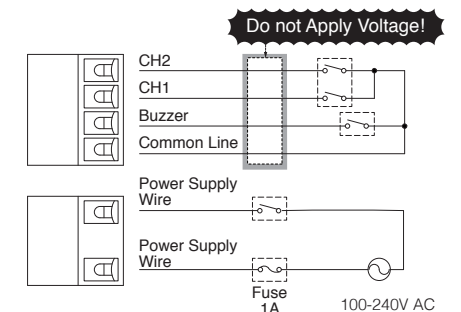 Do not Apply Voltage!
CH2
CH1
Buzzer
Common Line
Power Supply
Wire
Power Supply
Wire
Fuse
1A
100-240V AC